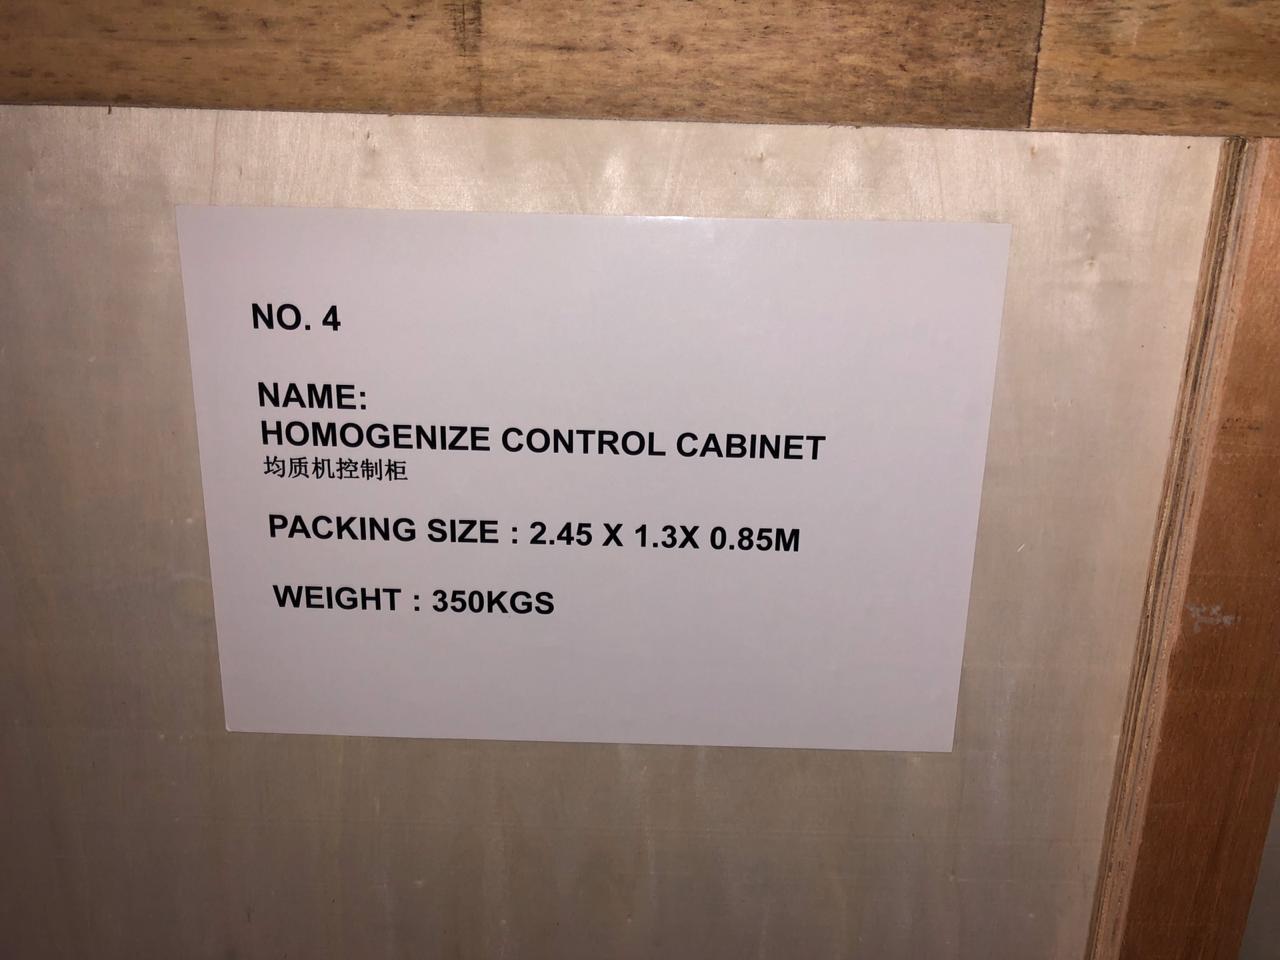 NO. 4
NAME:
HOMOGENIZE CONTROL CABINET
均质机控制柜
PACKING SIZE : 2.45 X 1.3X 0.85M
WEIGHT : 350KGS